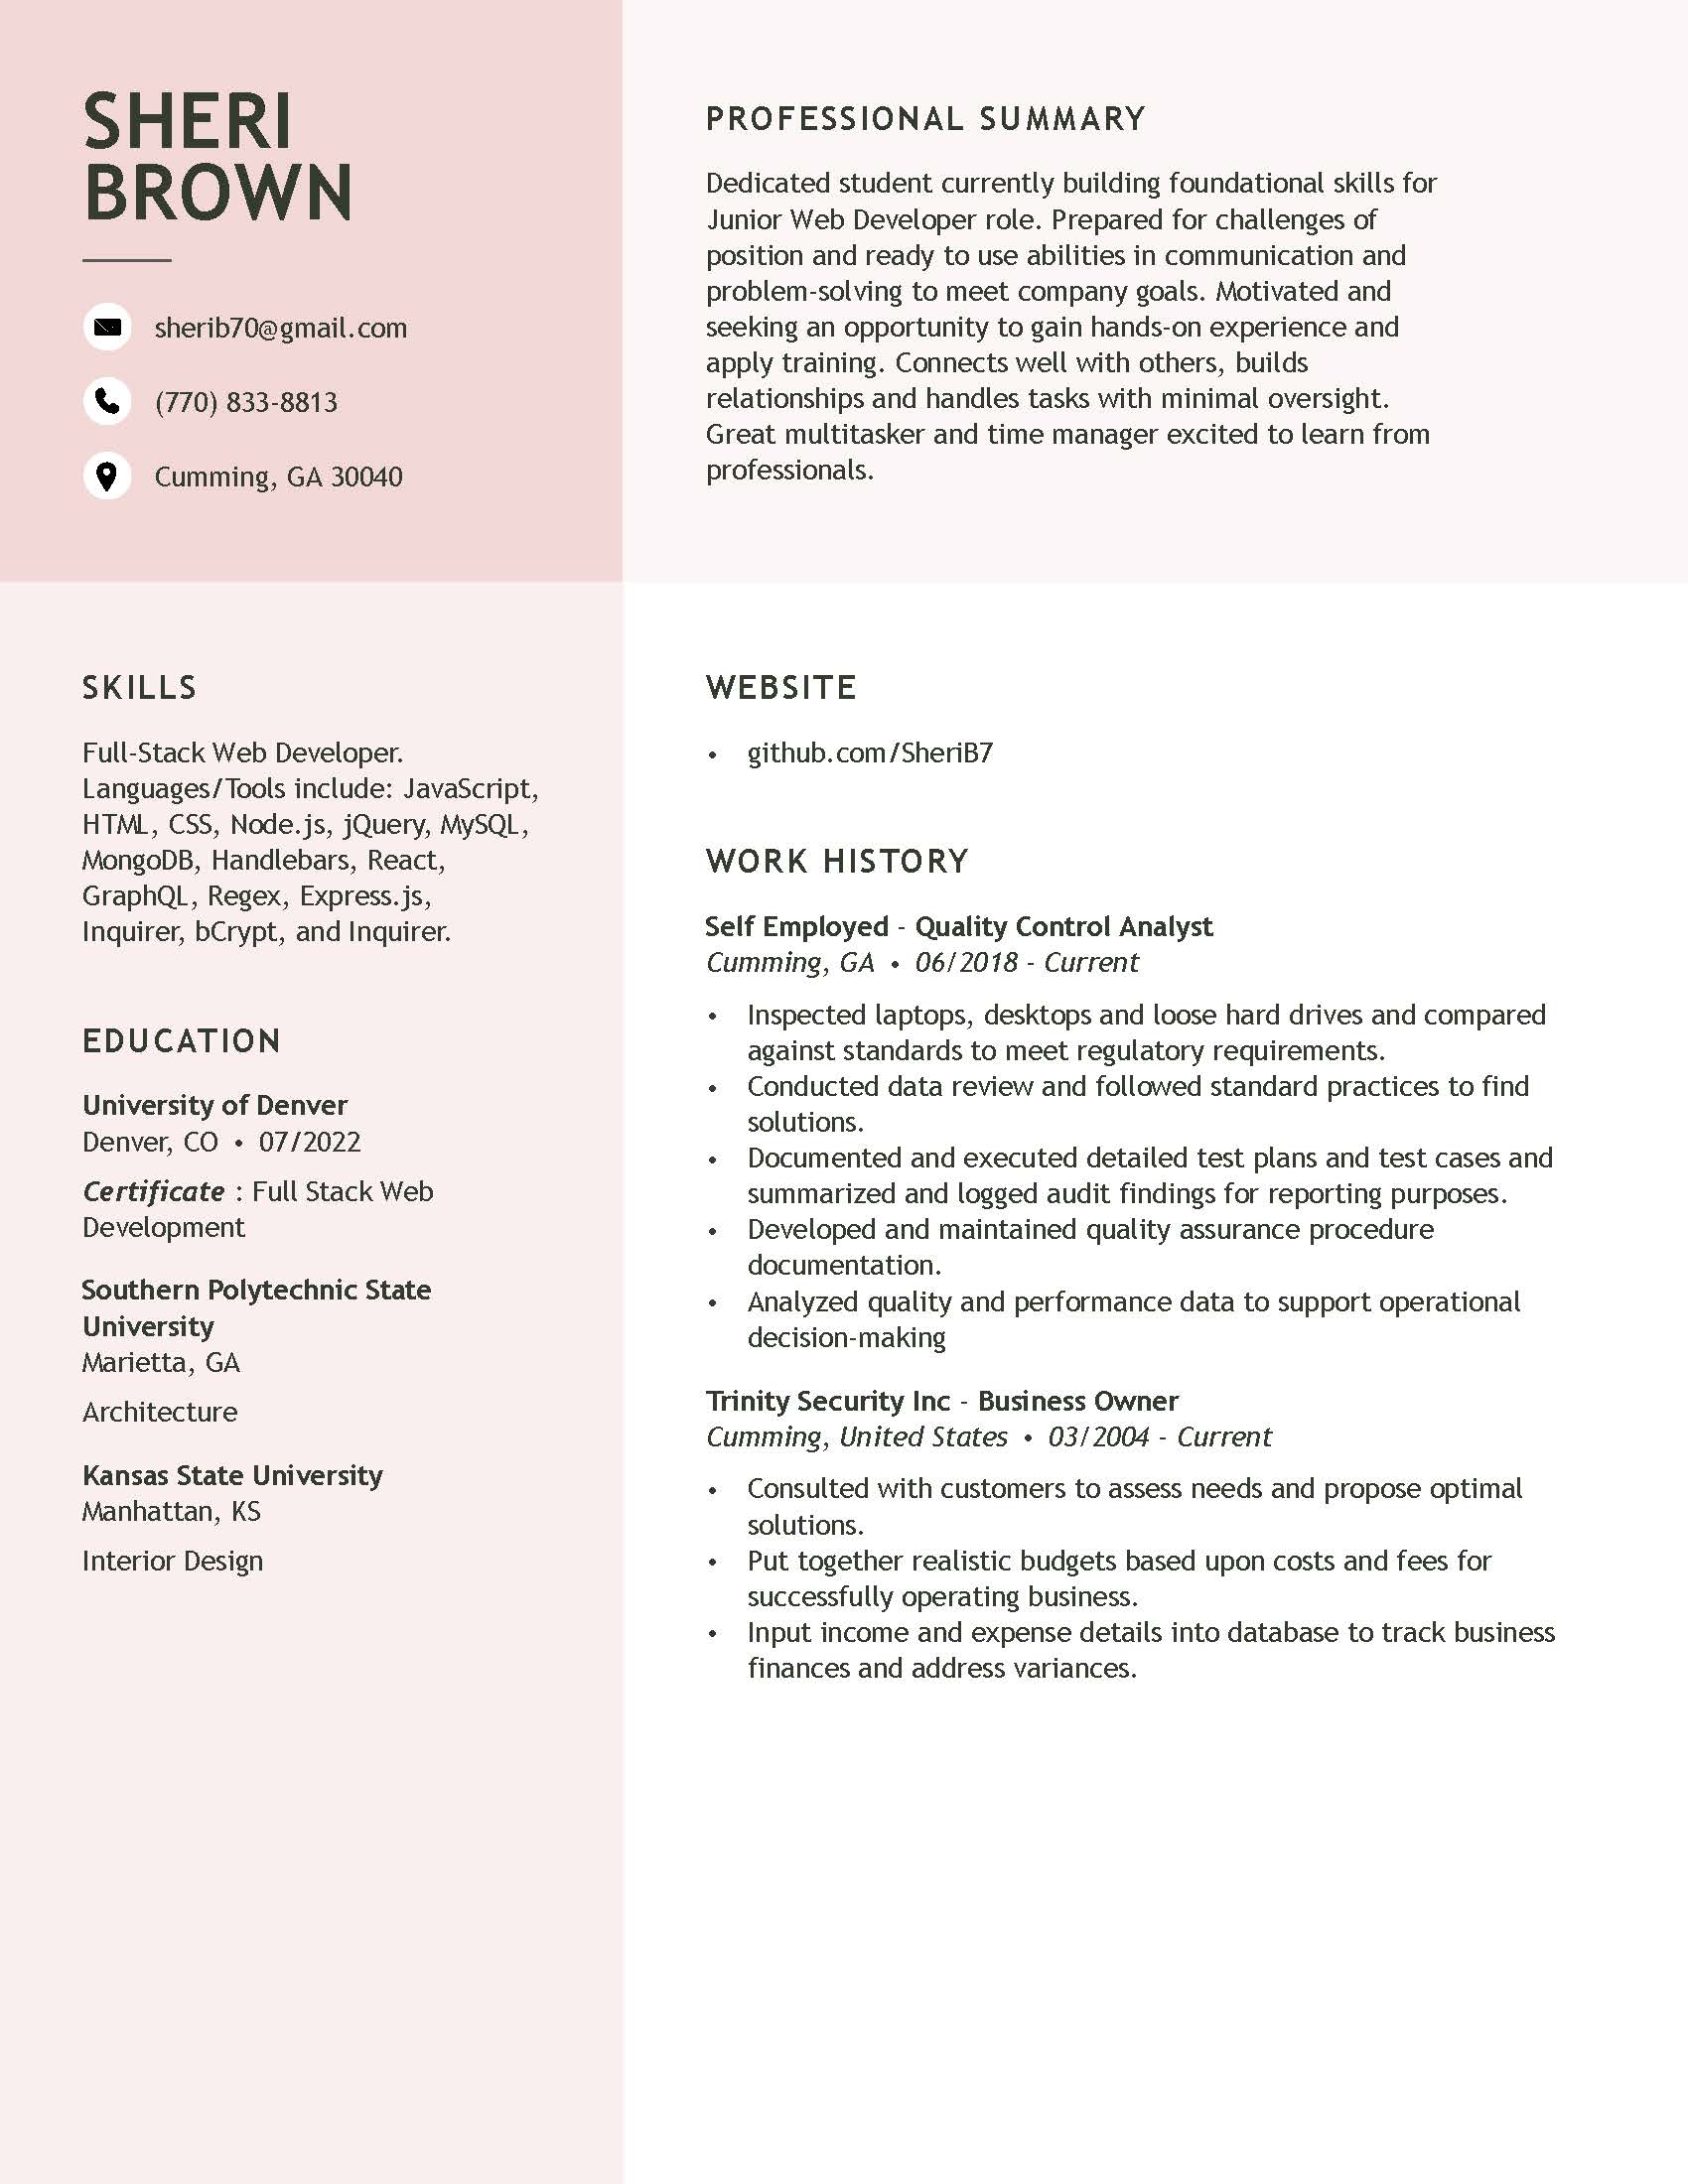 SHERI
BROWN
sherib70@gmail.com
(770) 833-8813
Cumming, GA 30040
PROFESSIONAL SUMMARY
Dedicated student currently building foundational skills for
Junior Web Developer role. Prepared for challenges of
position and ready to use abilities in communication and
problem-solving to meet company goals. Motivated and
seeking an opportunity to gain hands-on experience and
apply training. Connects well with others, builds
relationships and handles tasks with minimal oversight.
Great multitasker and time manager excited to learn from
professionals.
SKILLS
Full-Stack Web Developer.
Languages/Tools include: JavaScript,
HTML, CSS, Node.js, jQuery, MySQL,
MongoDB, Handlebars, React,
GraphQL, Regex, Express.js,
Inquirer, bCrypt, and Inquirer.
EDUCATION
University of Denver
Denver, CO • 07/2022
Certificate : Full Stack Web
Development
Southern Polytechnic State
University
Marietta, GA
Architecture
Kansas State University
Manhattan, KS
Interior Design
WEBSITE
• github.com/SheriB7
WORK HISTORY
Self Employed - Quality Control Analyst
Cumming, GA • 06/2018 - Current
• Inspected laptops, desktops and loose hard drives and compared
against standards to meet regulatory requirements.
• Conducted data review and followed standard practices to find
solutions.
• Documented and executed detailed test plans and test cases and
summarized and logged audit findings for reporting purposes.
• Developed and maintained quality assurance procedure
documentation.
• Analyzed quality and performance data to support operational
decision-making
Trinity Security Inc - Business Owner
Cumming, United States • 03/2004 - Current
• Consulted with customers to assess needs and propose optimal
solutions.
• Put together realistic budgets based upon costs and fees for
successfully operating business.
• Input income and expense details into database to track business
finances and address variances.